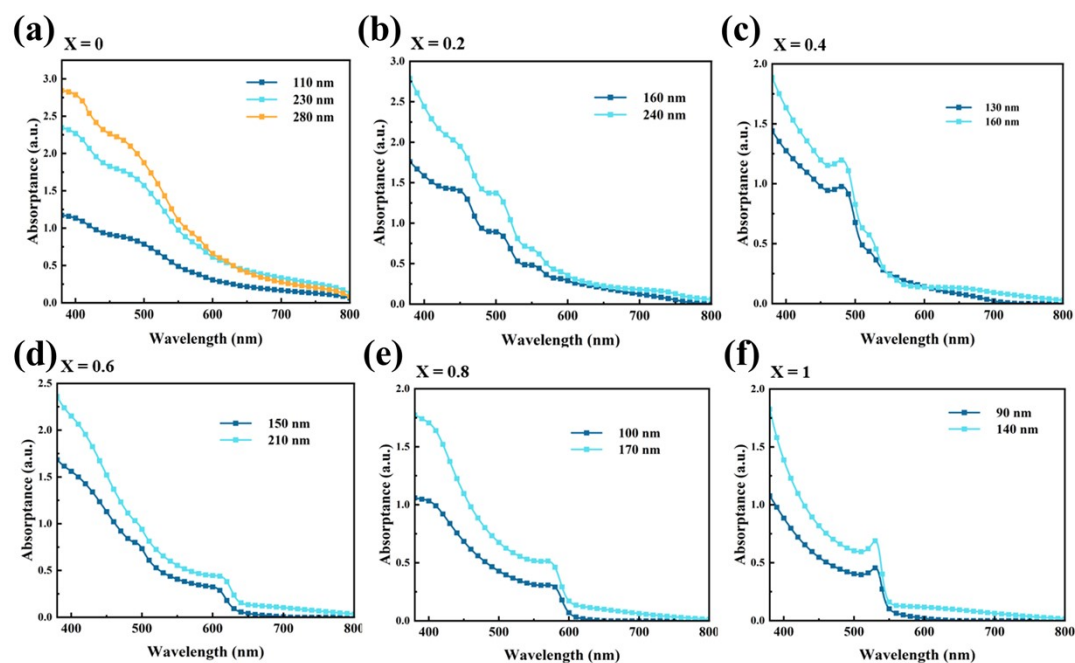 (a)
X = 0
110 nm
230 nm
280 nm
3.0
2.5
2.0
1.5
1.0
0.5
0.0
400 500 600 700 800
Absorptance (a.u.)
Wavelength (nm)
(b)
X = 0.2
160 nm
240 nm
3.0
2.5
2.0
1.5
1.0
0.5
0.0
400 500 600 700 800
Absorptance (a.u.)
Wavelength (nm)
(c)
X = 0.4
130 nm
160 nm
2.0
1.5
1.0
0.5
0.0
400 500 600 700 800
Absorptance (a.u.)
Wavelength (nm)
(d)
X = 0.6
150 nm
210 nm
2.5
2.0
1.5
1.0
0.5
0.0
400 500 600 700 800
Absorptance (a.u.)
Wavelength (nm)
(e)
X = 0.8
100 nm
170 nm
2.0
1.5
1.0
0.5
0.0
400 500 600 700 800
Absorptance (a.u.)
Wavelength (nm)
(f)
X = 1
90 nm
140 nm
2.0
1.5
1.0
0.5
0.0
400 500 600 700 800
Absorptance (a.u.)
Wavelength (nm)